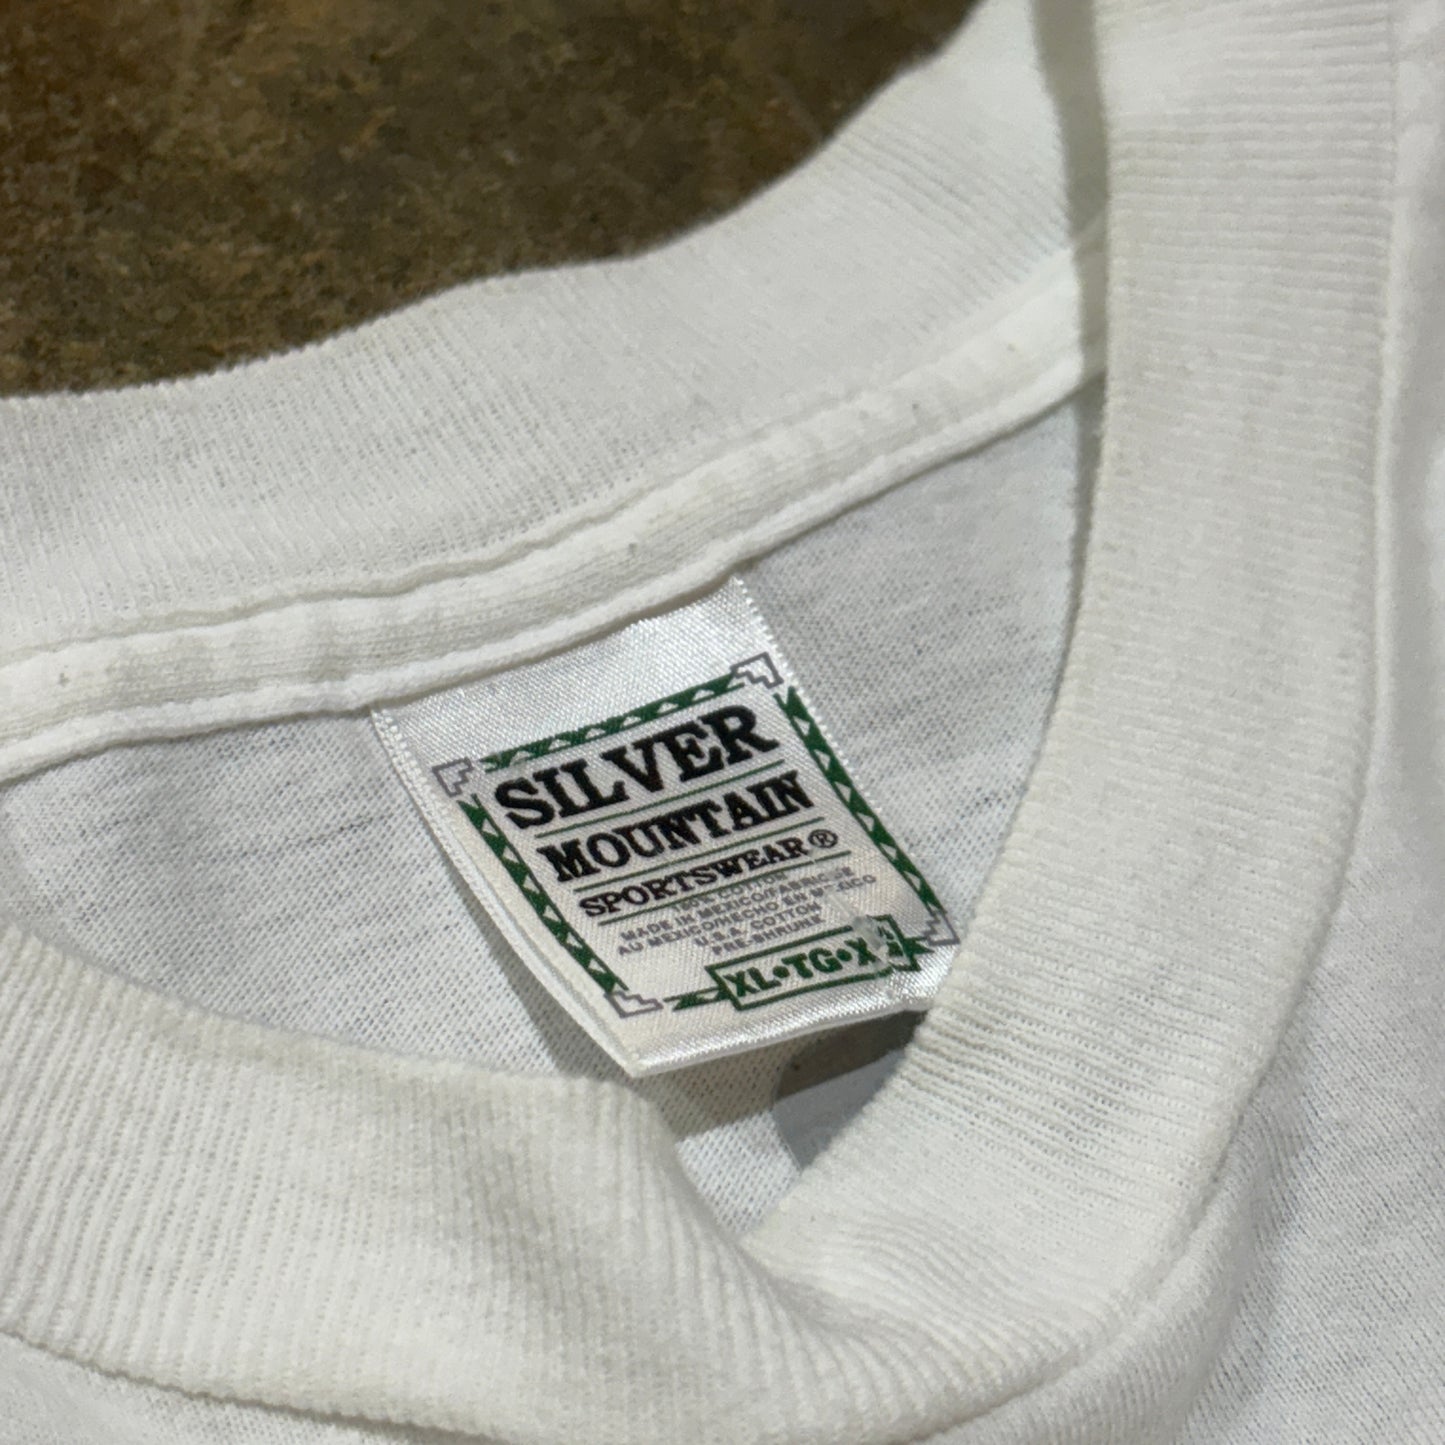 SILVER
MOUNTAIN
SPORTSWEAR®
100% COTTON
MADE IN MEXICO/FABRIQUE
AU MEXICO/HECHO EN MEXICO
U.S.A. COTTON
PRE-SHRUNK
XL•TG•X